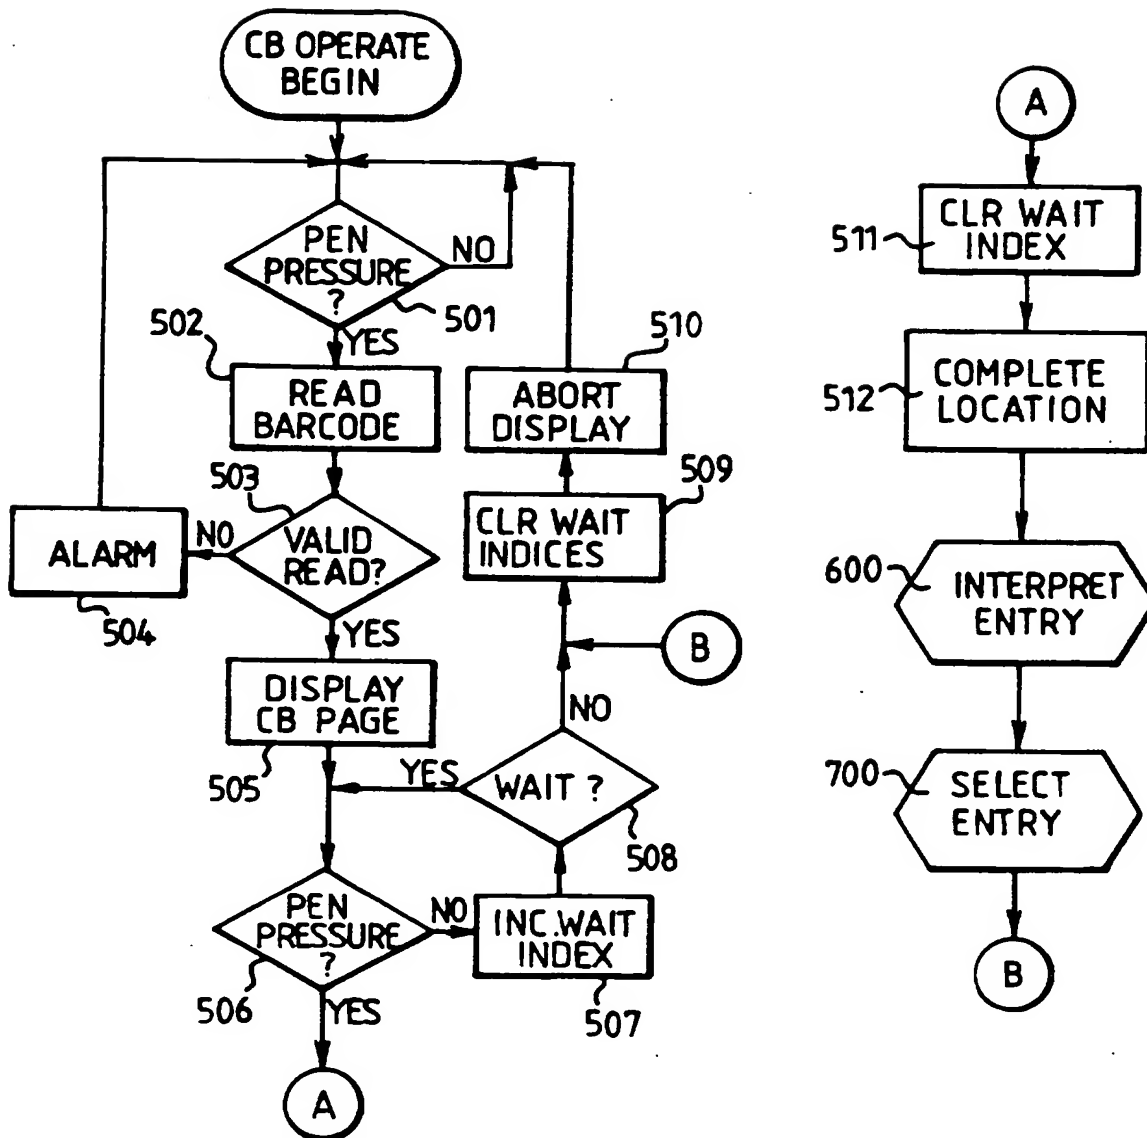 CB OPERATE
BEGIN
PEN
PRESSURE
?
NO
501
YES
502
READ
BARCODE
503
VALID
READ?
NO
ALARM
504
YES
DISPLAY
CB PAGE
505
PEN
PRESSURE
?
506
NO
YES
A
INC.WAIT
INDEX
507
WAIT ?
508
YES
NO
B
CLR WAIT
INDICES
509
ABORT
DISPLAY
510
A
CLR WAIT
INDEX
511
COMPLETE
LOCATION
512
INTERPRET
ENTRY
600
SELECT
ENTRY
700
B